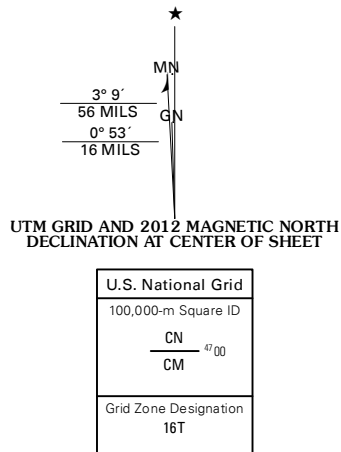 ★
MN
3° 9´
56 MILS
GN
0° 53´
16 MILS
UTM GRID AND 2012 MAGNETIC NORTH
DECLINATION AT CENTER OF SHEET
U.S. National Grid
100,000-m Square ID
CN
4700
CM
Grid Zone Designation
16T